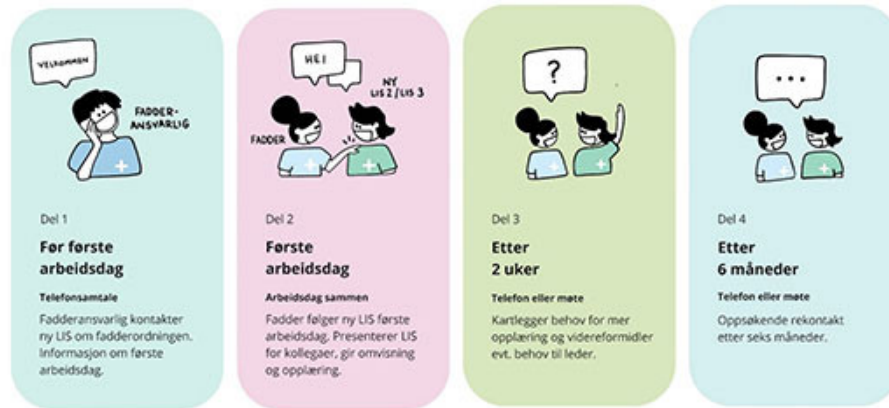 VELKOMMEN
FADDER-
ANSVARLIG
Del 1
Før første
arbeidsdag
Telefonsamtale
Fadderansvarlig kontakter
ny LIS om fadderordningen.
Informasjon om første
arbeidsdag.
HEI
NY
LIS 2/LIS 3
FADDER
Del 2
Første
arbeidsdag
Arbeidsdag sammen
Fadder følger ny LIS første
arbeidsdag. Presenterer LIS
for kollegaer, gir omvisning
og opplæring.
?
Del 3
Etter
2 uker
Telefon eller møte
Kartlegger behov for mer
opplæring ogättevidereformidler
evt. behov til leder.
...
Del 4
Etter
6 måneder
Telefon eller møte
Oppsøkende rekontakt
etter seks måneder.